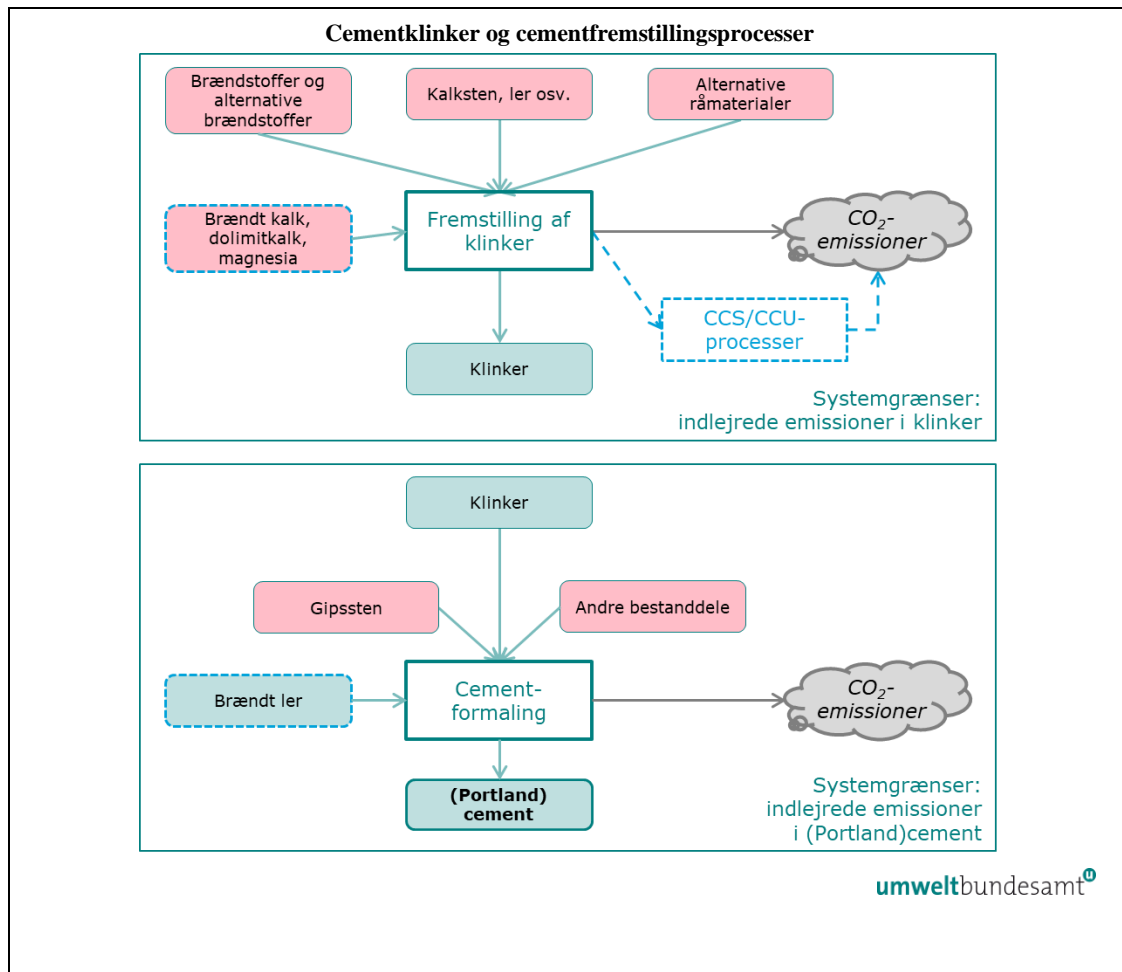 Cementklinker og cementfremstillingsprocesser
Brændstoffer og
alternative
brændstoffer
Kalksten, ler osv.
Alternative
råmaterialer
Brændt kalk,
dolimitkalk,
magnesia
Fremstilling af
klinker
CO2-
emissioner
CCS/CCU-
processer
Klinker
Systemgrænser:
indlejrede emissioner i klinker
Klinker
Gipssten
Andre bestanddele
Brændt ler
Cement-
formaling
CO2-
emissioner
(Portland)
cement
Systemgrænser:
indlejrede emissioner
i (Portland)cement
umweltbundesamt u